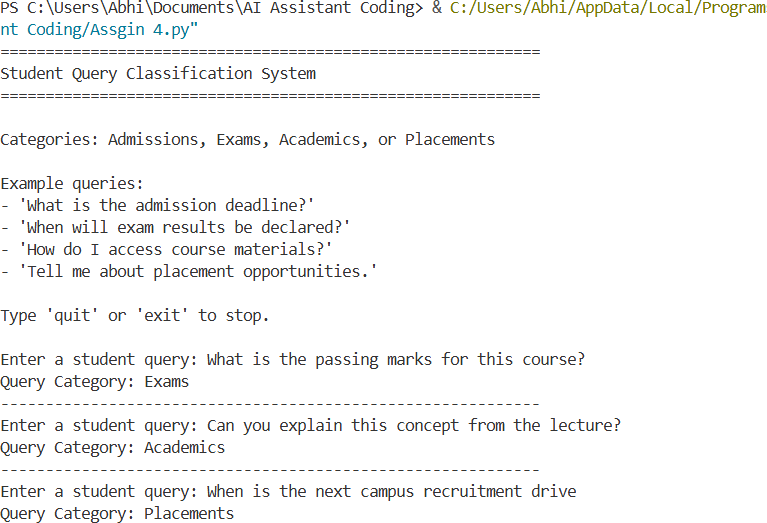 PS C:\Users\Abhi\Documents\AI Assistant Coding> & C:/Users/Abhi/AppData/Local/Program
nt Coding/Assgin 4.py"
============================================================
Student Query Classification System
============================================================
Categories: Admissions, Exams, Academics, or Placements
Example queries:
- 'What is the admission deadline?'
- 'When will exam results be declared?'
- 'How do I access course materials?'
- 'Tell me about placement opportunities.'
Type 'quit' or 'exit' to stop.
Enter a student query: What is the passing marks for this course?
Query Category: Exams
------------------------------------------------------------
Enter a student query: Can you explain this concept from the lecture?
Query Category: Academics
------------------------------------------------------------
Enter a student query: When is the next campus recruitment drive
Query Category: Placements